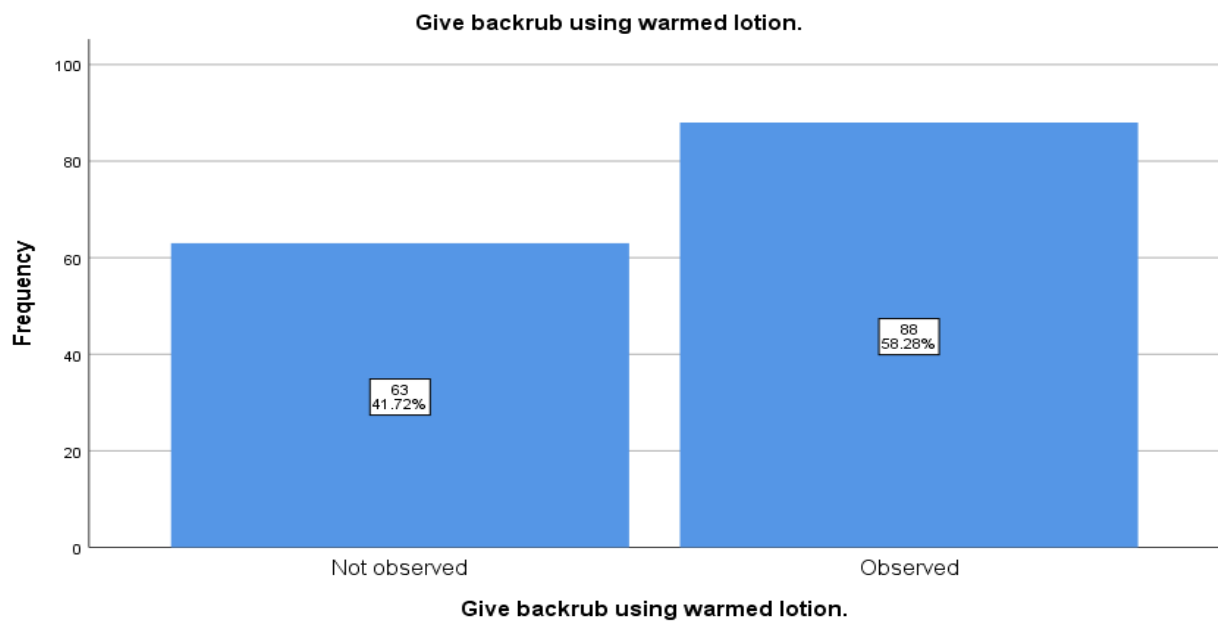 Give backrub using warmed lotion.
100
80
60
40
20
0
Frequency
63
41.72%
88
58.28%
Not observed
Observed
Give backrub using warmed lotion.